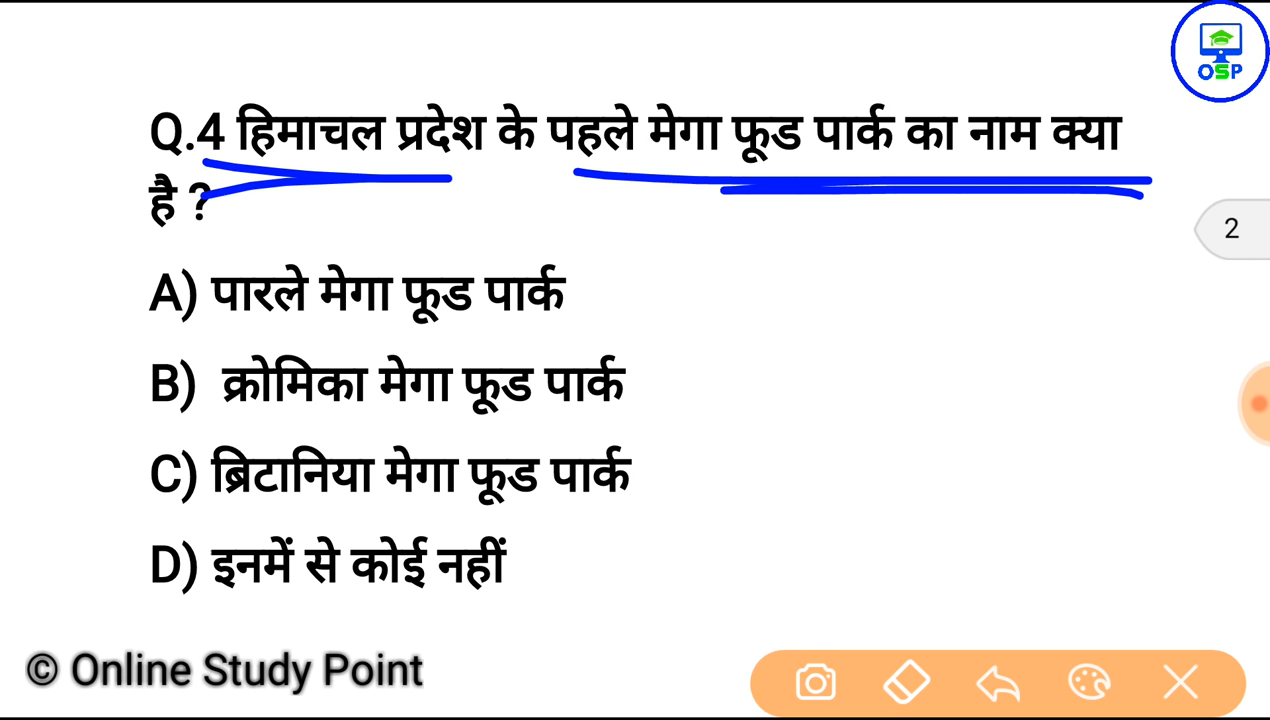 OSP
Q.4 हिमाचल प्रदेश के पहले मेगा फूड पार्क का नाम क्या
है ?
2
A) पारले मेगा फूड पार्क
B) क्रोमिका मेगा फूड पार्क
C) ब्रिटानिया मेगा फूड पार्क
D) इनमें से कोई नहीं
© Online Study Point